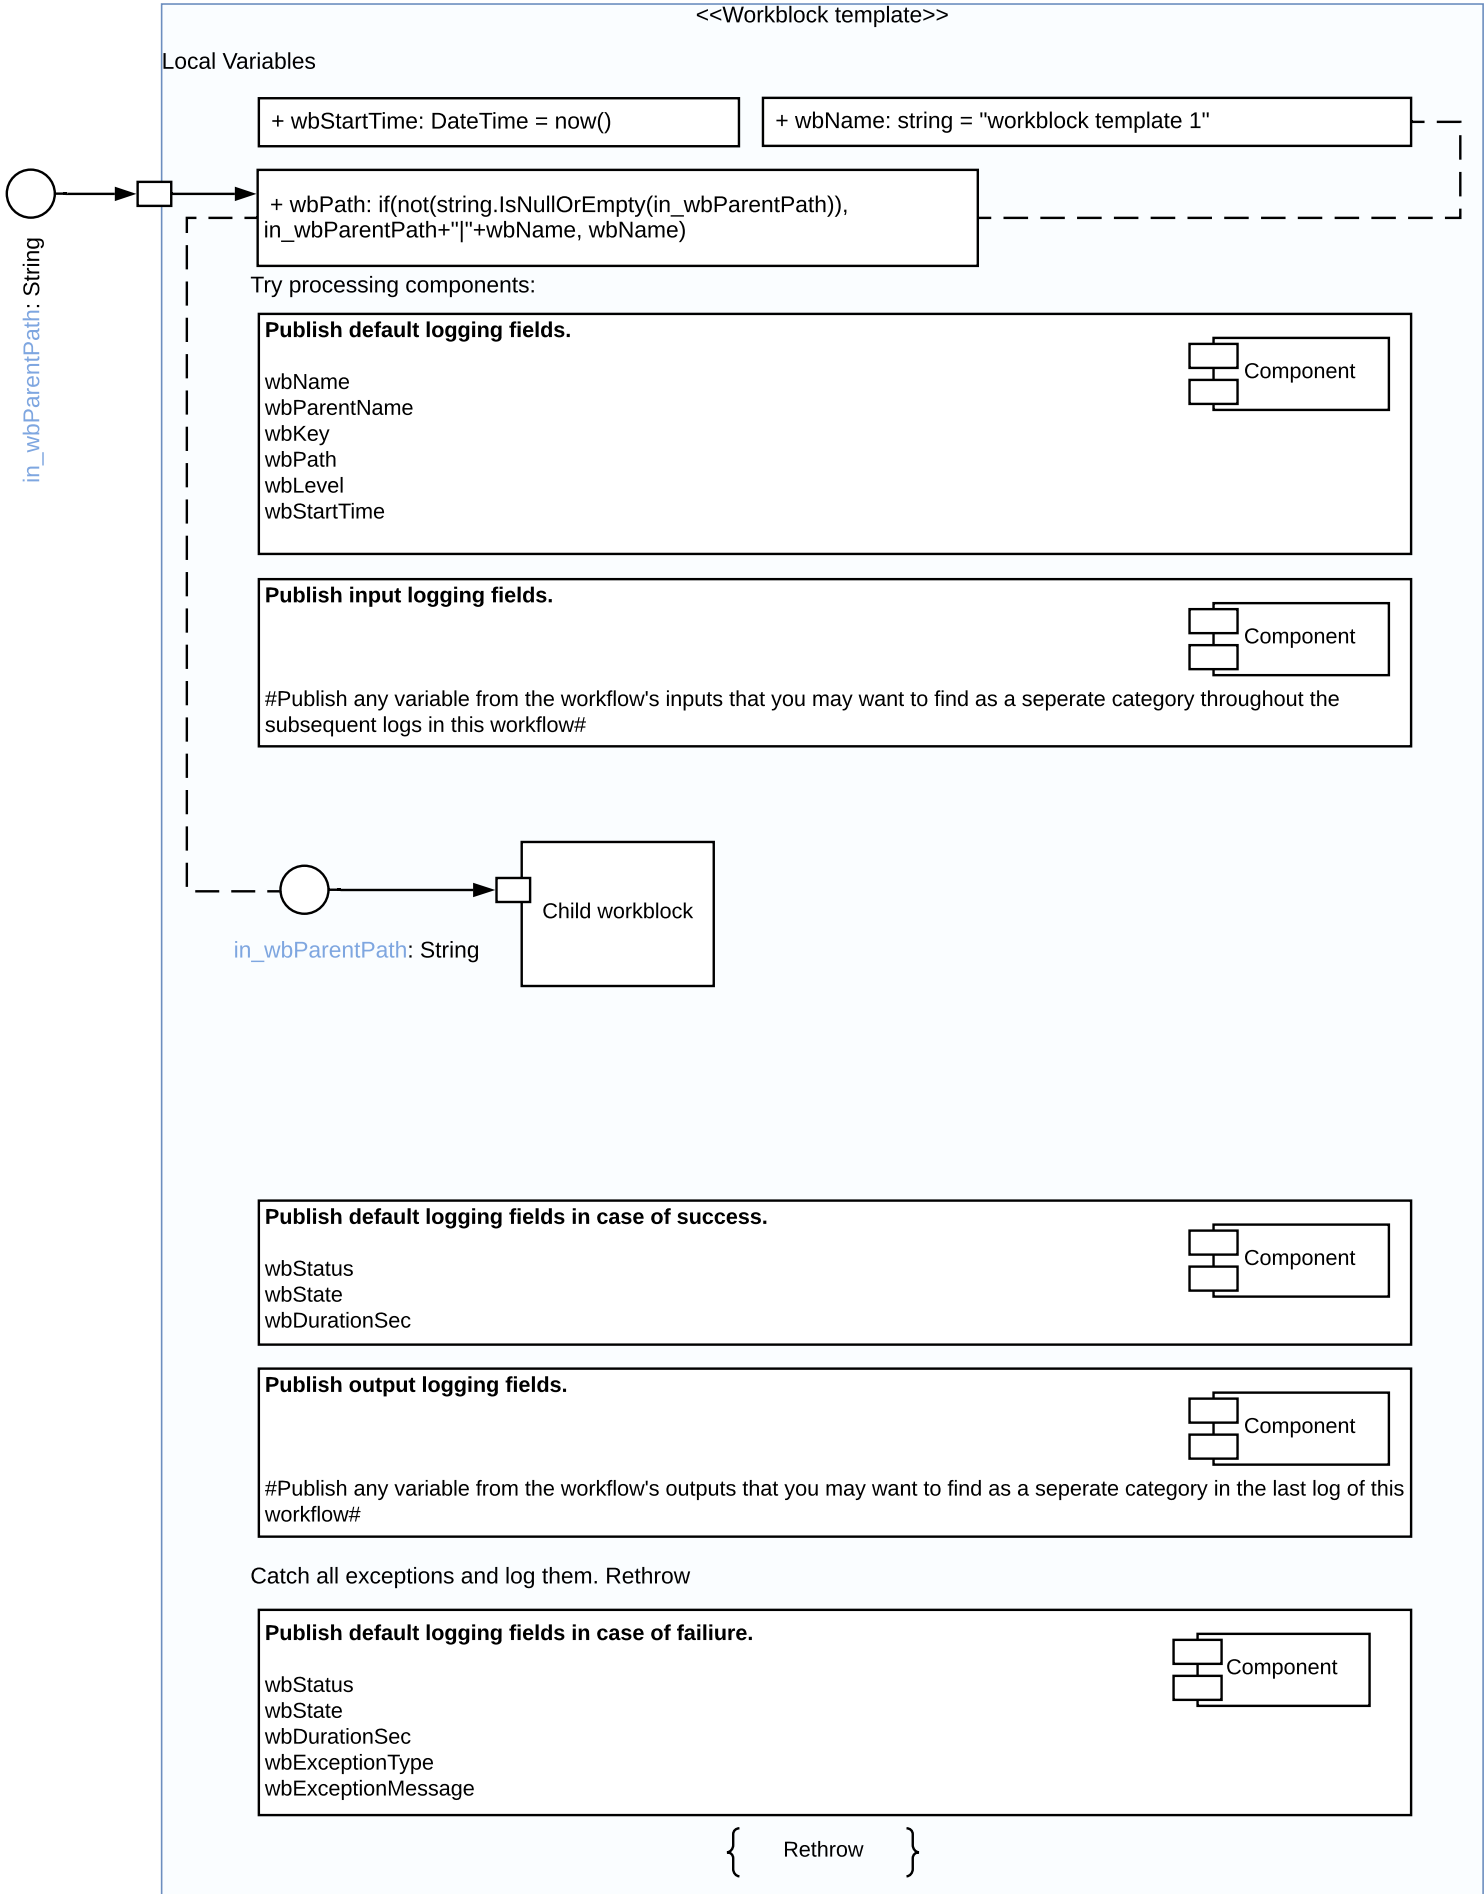 <<Workblock template>>
Local Variables
+ wbStartTime: DateTime = now()
+ wbName: string = "workblock template 1"
in_wbParentPath: String
+ wbPath: if(not(string.IsNullOrEmpty(in_wbParentPath)),
in_wbParentPath+"|"+wbName, wbName)
Try processing components:
Publish default logging fields.
Component
wbName
wbParentName
wbKey
wbPath
wbLevel
wbStartTime
Publish input logging fields.
Component
#Publish any variable from the workflow's inputs that you may want to find as a seperate category throughout the
subsequent logs in this workflow#
Child workblock
in_wbParentPath: String
Publish default logging fields in case of success.
Component
wbStatus
wbState
wbDurationSec
Publish output logging fields.
Component
#Publish any variable from the workflow's outputs that you may want to find as a seperate category in the last log of this
workflow#
Catch all exceptions and log them. Rethrow
Publish default logging fields in case of failiure.
Component
wbStatus
wbState
wbDurationSec
wbExceptionType
wbExceptionMessage
{ Rethrow }